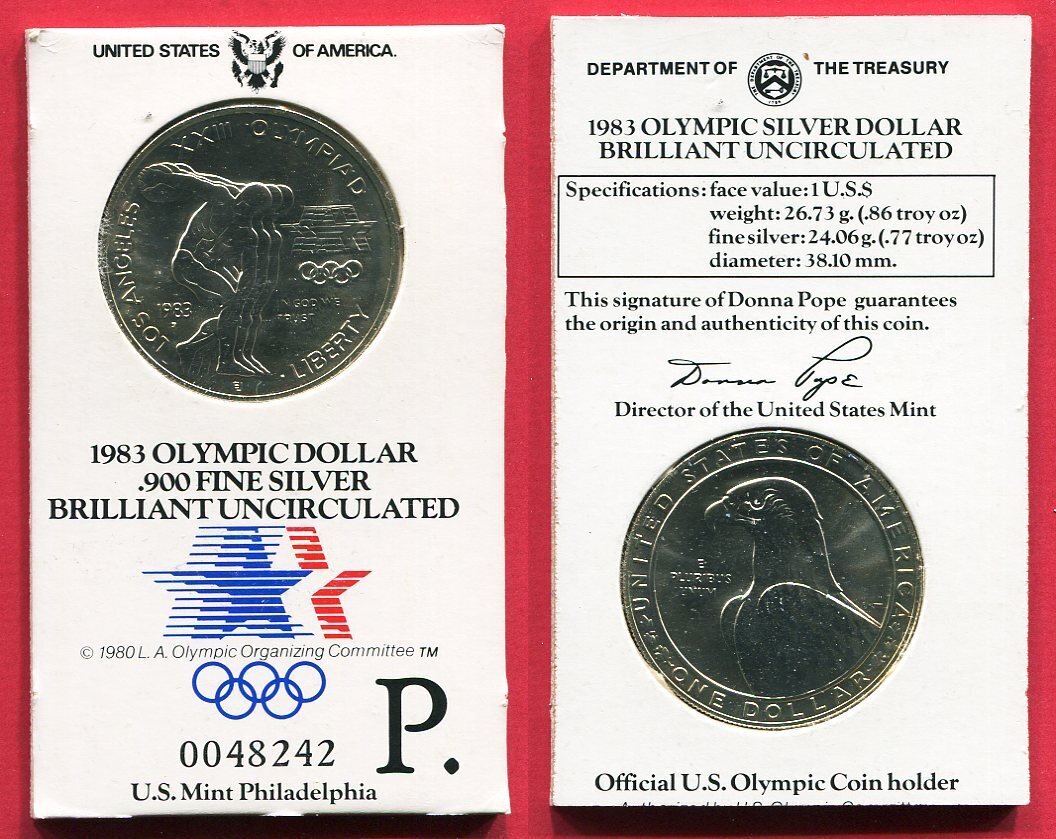 UNITED STATES OF AMERICA.
XXIII OLYMPIAD
LOS ANGELES
1983
P
IN GOD WE
TRUST
LIBERTY
1983 OLYMPIC DOLLAR
.900 FINE SILVER
BRILLIANT UNCIRCULATED
© 1980 L. A. Olympic Organizing Committee TM
0048242
P.
U.S. Mint Philadelphia
DEPARTMENT OF THE TREASURY
1983 OLYMPIC SILVER DOLLAR
BRILLIANT UNCIRCULATED
Specifications: face value: 1 U.S.S
weight: 26.73 g. (.86 troy oz)
fine silver: 24.06 g. (.77 troy oz)
diameter: 38.10 mm.
This signature of Donna Pope guarantees
the origin and authenticity of this coin.
Donna Pope
Director of the United States Mint
UNITED STATES OF AMERICA
E
PLURIBUS
UNUM
ONE DOLLAR
Official U.S. Olympic Coin holder
Authorized by U.S. Olympic Committee